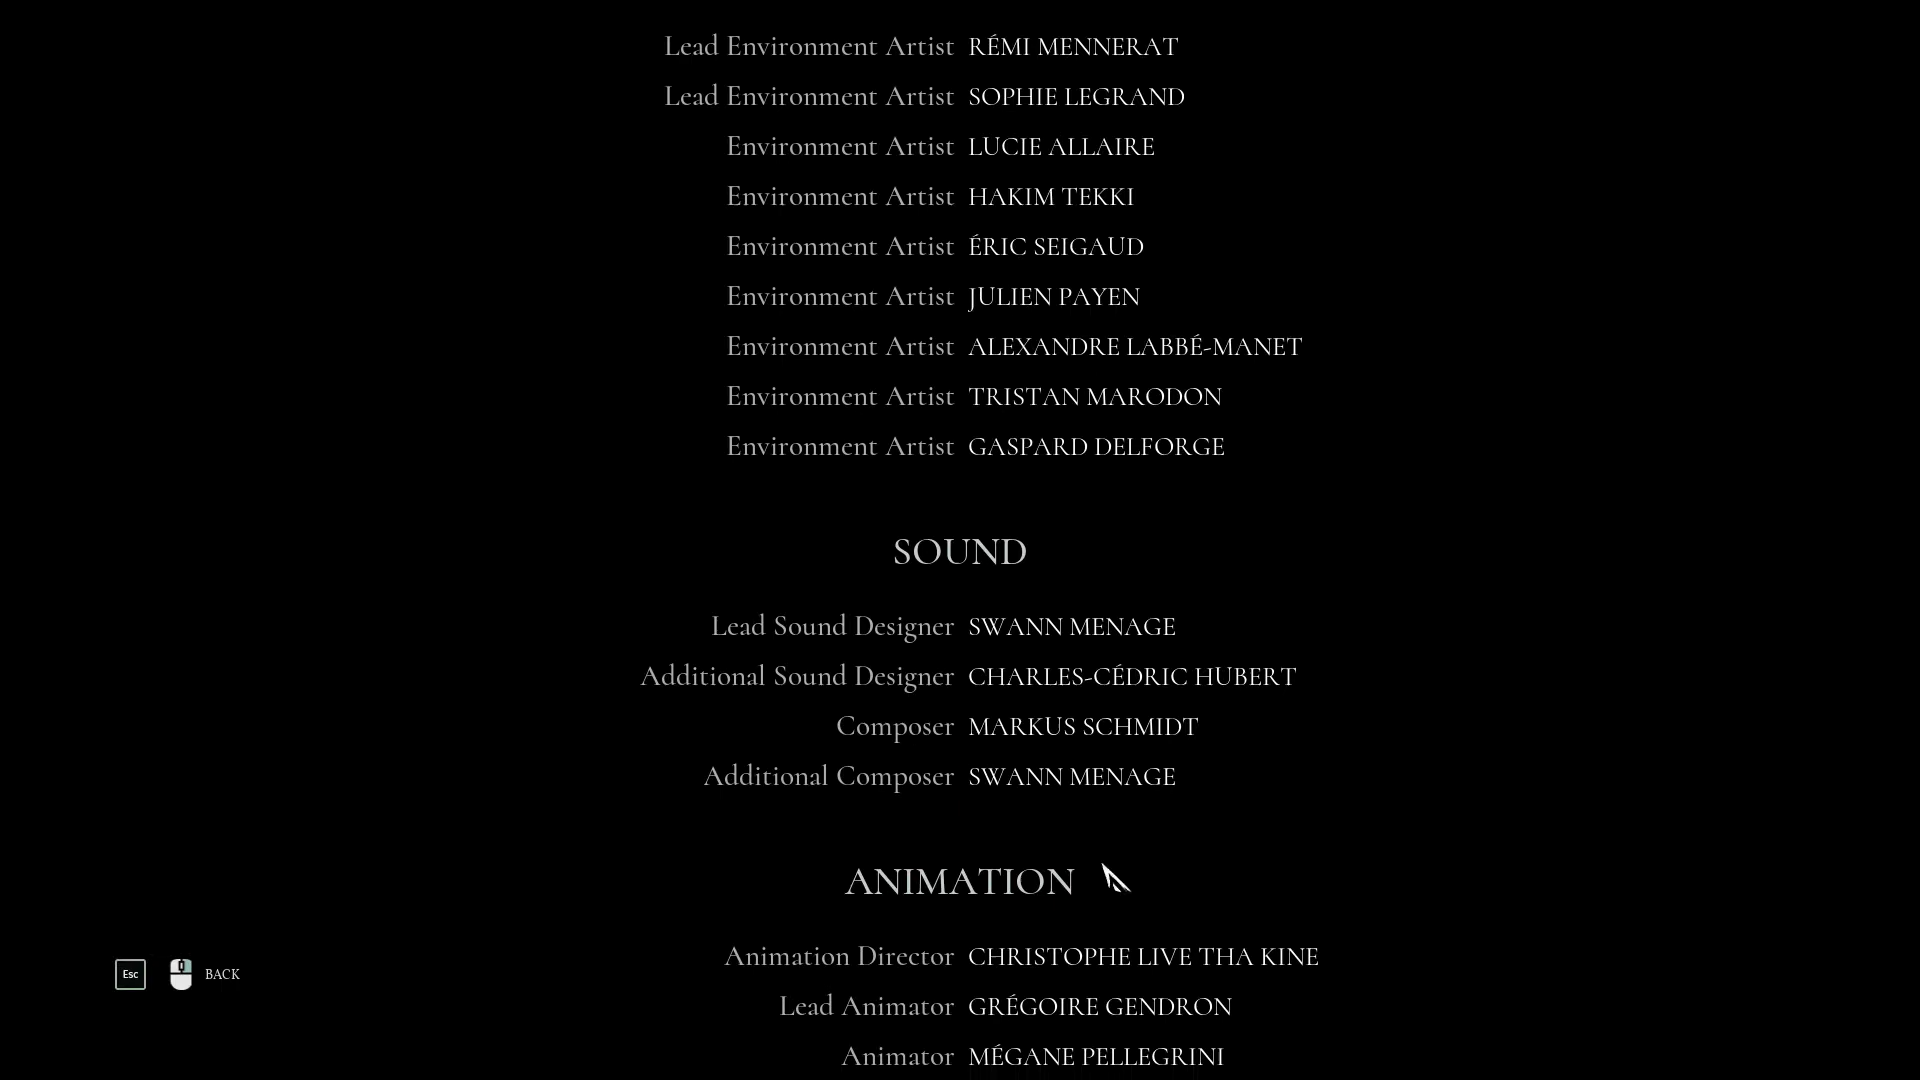 Lead Environment Artist RÉMI MENNERAT
Lead Environment Artist SOPHIE LEGRAND
Environment Artist LUCIE ALLAIRE
Environment Artist HAKIM TEKKI
Environment Artist ÉRIC SEIGAUD
Environment Artist JULIEN PAYEN
Environment Artist ALEXANDRE LABBÉ-MANET
Environment Artist TRISTAN MARODON
Environment Artist GASPARD DELFORGE
SOUND
Lead Sound Designer SWANN MENAGE
Additional Sound Designer CHARLES-CÉDRIC HUBERT
Composer MARKUS SCHMIDT
Additional Composer SWANN MENAGE
ANIMATION
Animation Director CHRISTOPHE LIVE THA KINE
Esc BACK
Lead Animator GRÉGOIRE GENDRON
Animator MÉGANE PELLEGRINI